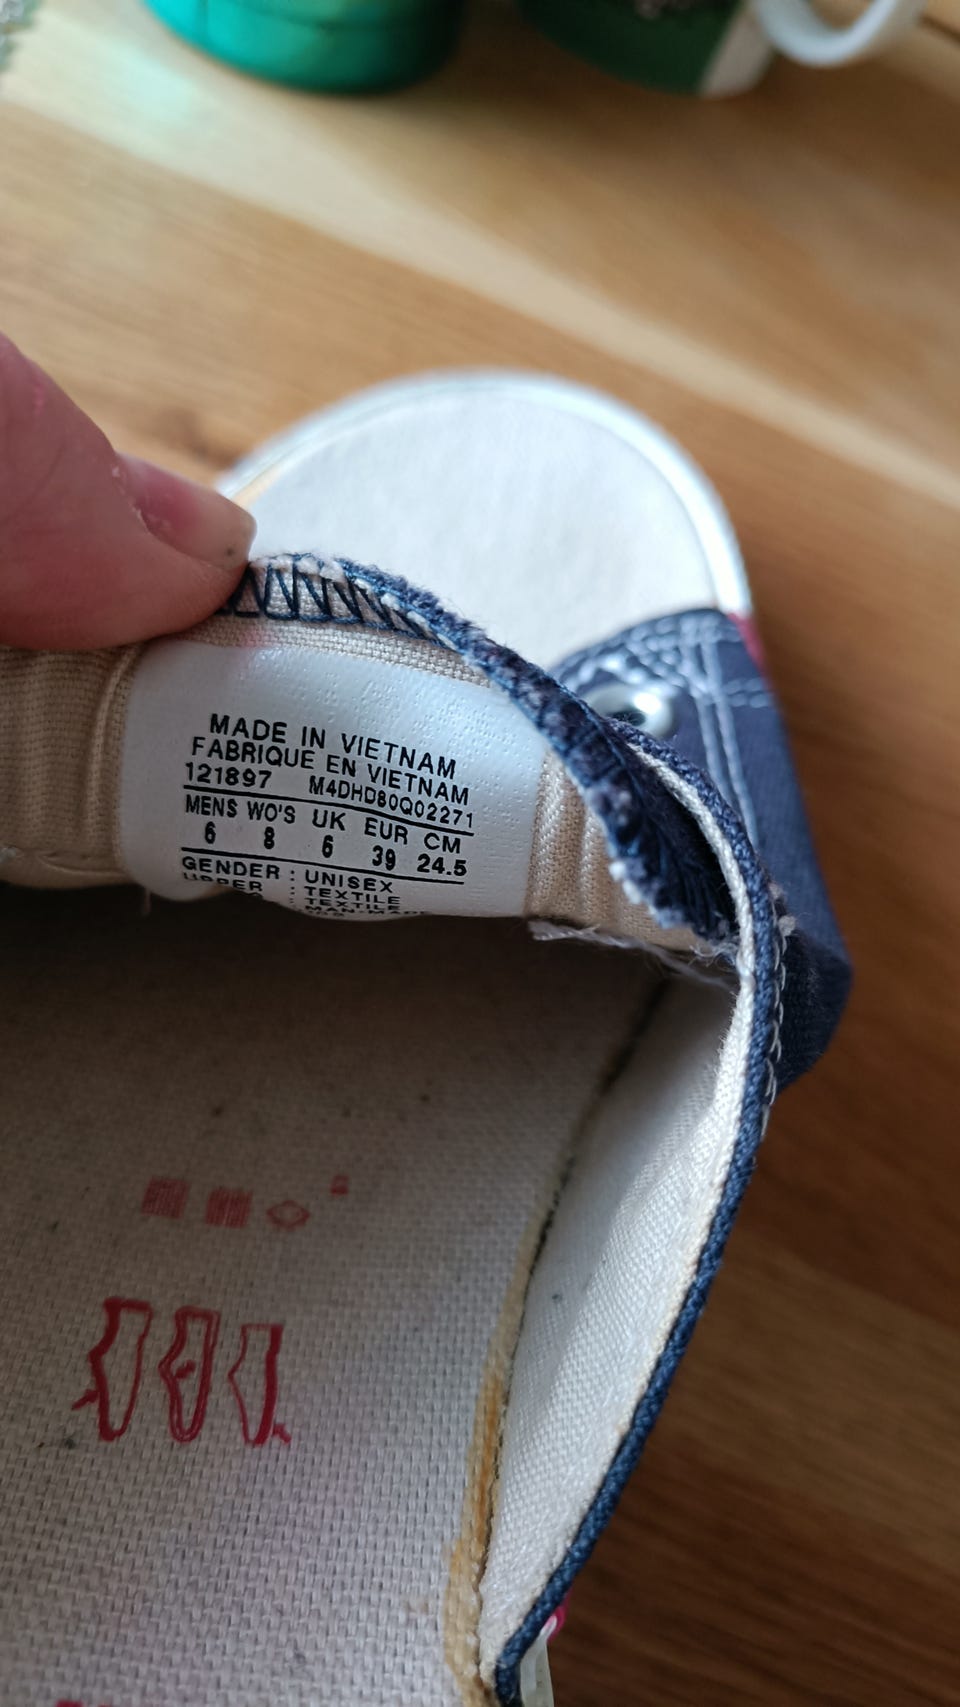 MADE IN VIETNAM
FABRIQUE EN VIETNAM
121897 M4DHD80Q02271
MENS WO'S UK EUR CM
6 8 6 39 24.5
GENDER : UNISEX
UPPER : TEXTILE
: TEXTILE